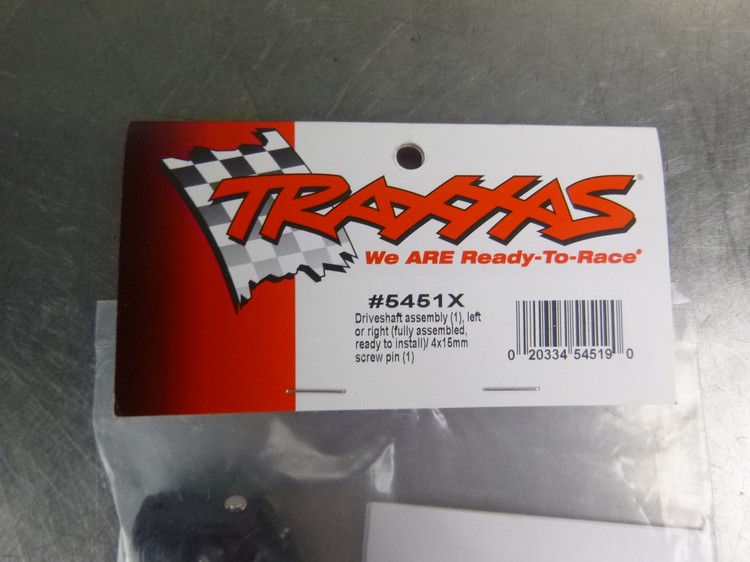 TRAXXAS®
We ARE Ready-To-Race®
#5451X
Driveshaft assembly (1), left
or right (fully assembled,
ready to install)/ 4x15mm
screw pin (1)
0 20334 54519 0